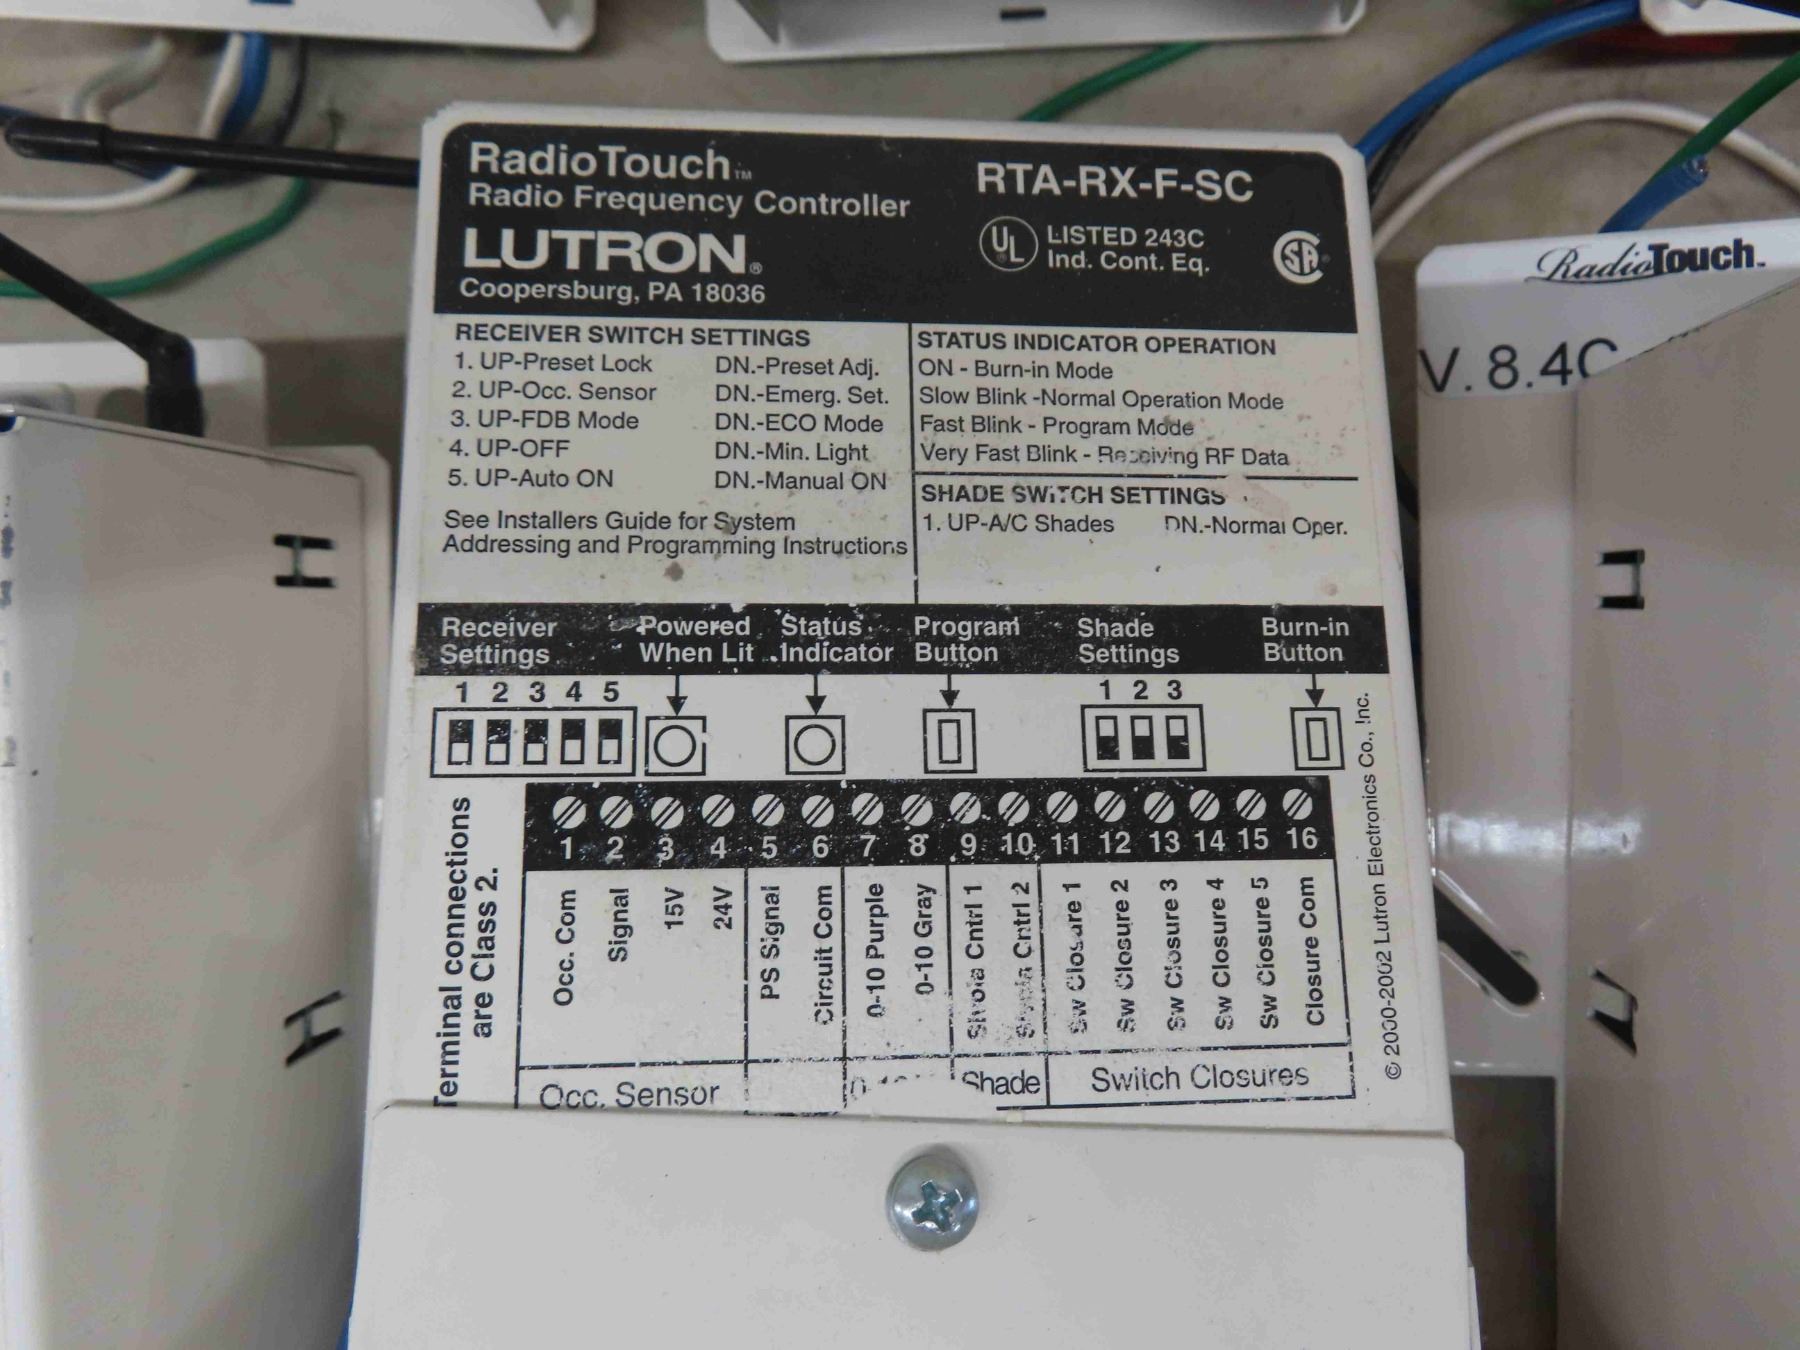 RadioTouch™
Radio Frequency Controller
LUTRON®
Coopersburg, PA 18036
RTA-RX-F-SC
UL
LISTED 243C
Ind. Cont. Eq.
RECEIVER SWITCH SETTINGS
1. UP-Preset Lock DN.-Preset Adj.
2. UP-Occ. Sensor DN.-Emerg. Set.
3. UP-FDB Mode DN.-ECO Mode
4. UP-OFF DN.-Min. Light
5. UP-Auto ON DN.-Manual ON
See Installers Guide for System
Addressing and Programming Instructions
STATUS INDICATOR OPERATION
ON - Burn-in Mode
Slow Blink -Normal Operation Mode
Fast Blink - Program Mode
Very Fast Blink - Receiving RF Data
SHADE SWITCH SETTINGS
1. UP-A/C Shades DN.-Normal Oper.
Receiver
Settings
Powered
When Lit
Status
Indicator
Program
Button
Shade
Settings
Burn-in
Button
1 2 3 4 5
1 2 3
Terminal connections
are Class 2.
1 2 3 4 5 6 7 8 9 10 11 12 13 14 15 16
Occ. Com
Signal
15V
24V
PS Signal
Circuit Com
0-10 Purple
0-10 Gray
Shade Cntrl 1
Shade Cntrl 2
Sw Closure 1
Sw Closure 2
Sw Closure 3
Sw Closure 4
Sw Closure 5
Closure Com
Occ. Sensor
Shade
Switch Closures
© 2000-2002 Lutron Electronics Co., Inc.
RadioTouch™
V. 8.4C